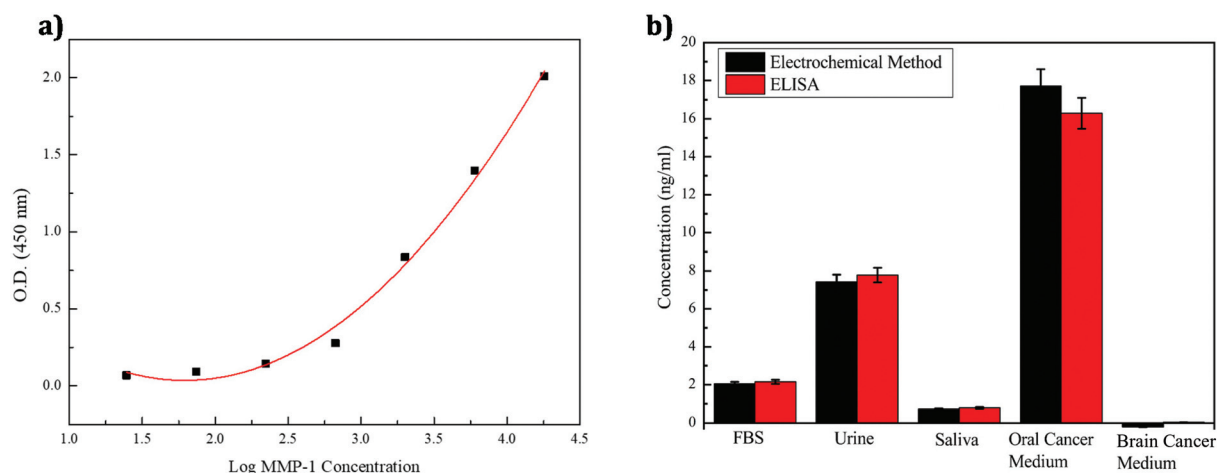 a)
2.0
1.5
1.0
0.5
0.0
O.D. (450 nm)
1.0 1.5 2.0 2.5 3.0 3.5 4.0 4.5
Log MMP-1 Concentration
b)
Electrochemical Method
ELISA
20
18
16
14
12
10
8
6
4
2
0
Concentration (ng/ml)
FBS Urine Saliva Oral Cancer Brain Cancer
Medium Medium